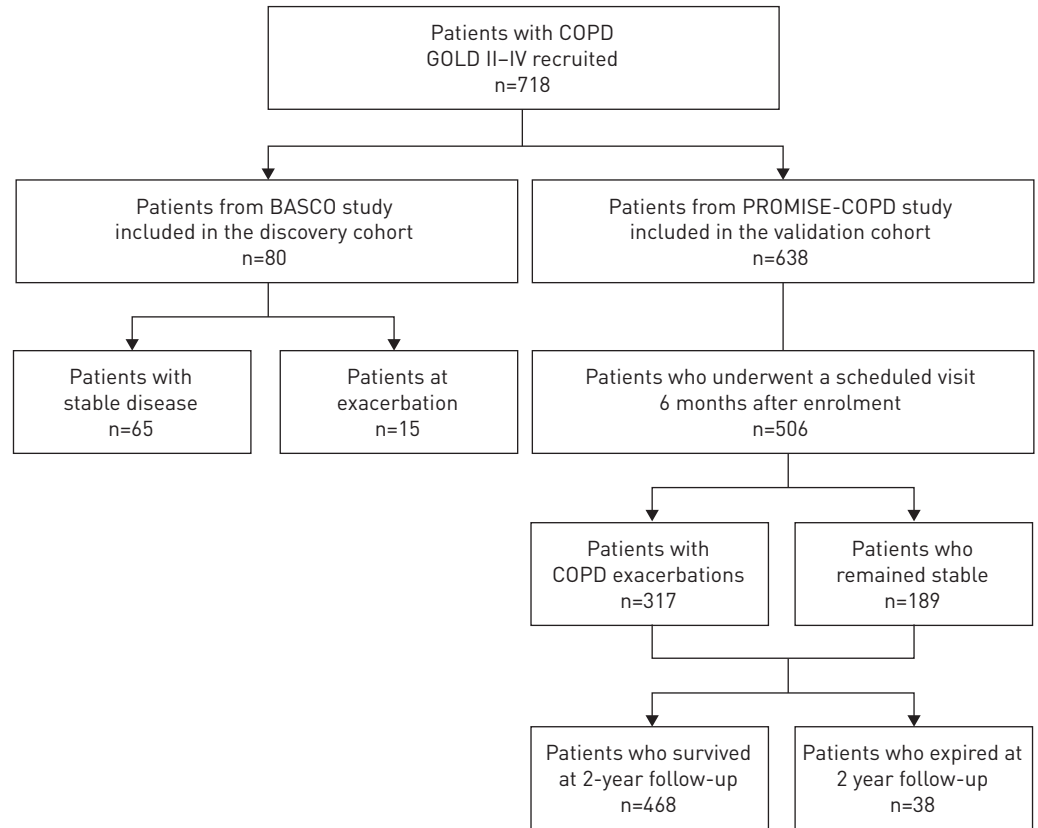 Patients with COPD
GOLD II–IV recruited
n=718
Patients from BASCO study
included in the discovery cohort
n=80
Patients from PROMISE-COPD study
included in the validation cohort
n=638
Patients with
stable disease
n=65
Patients at
exacerbation
n=15
Patients who underwent a scheduled visit
6 months after enrolment
n=506
Patients with
COPD exacerbations
n=317
Patients who
remained stable
n=189
Patients who survived
at 2-year follow-up
n=468
Patients who expired at
2 year follow-up
n=38